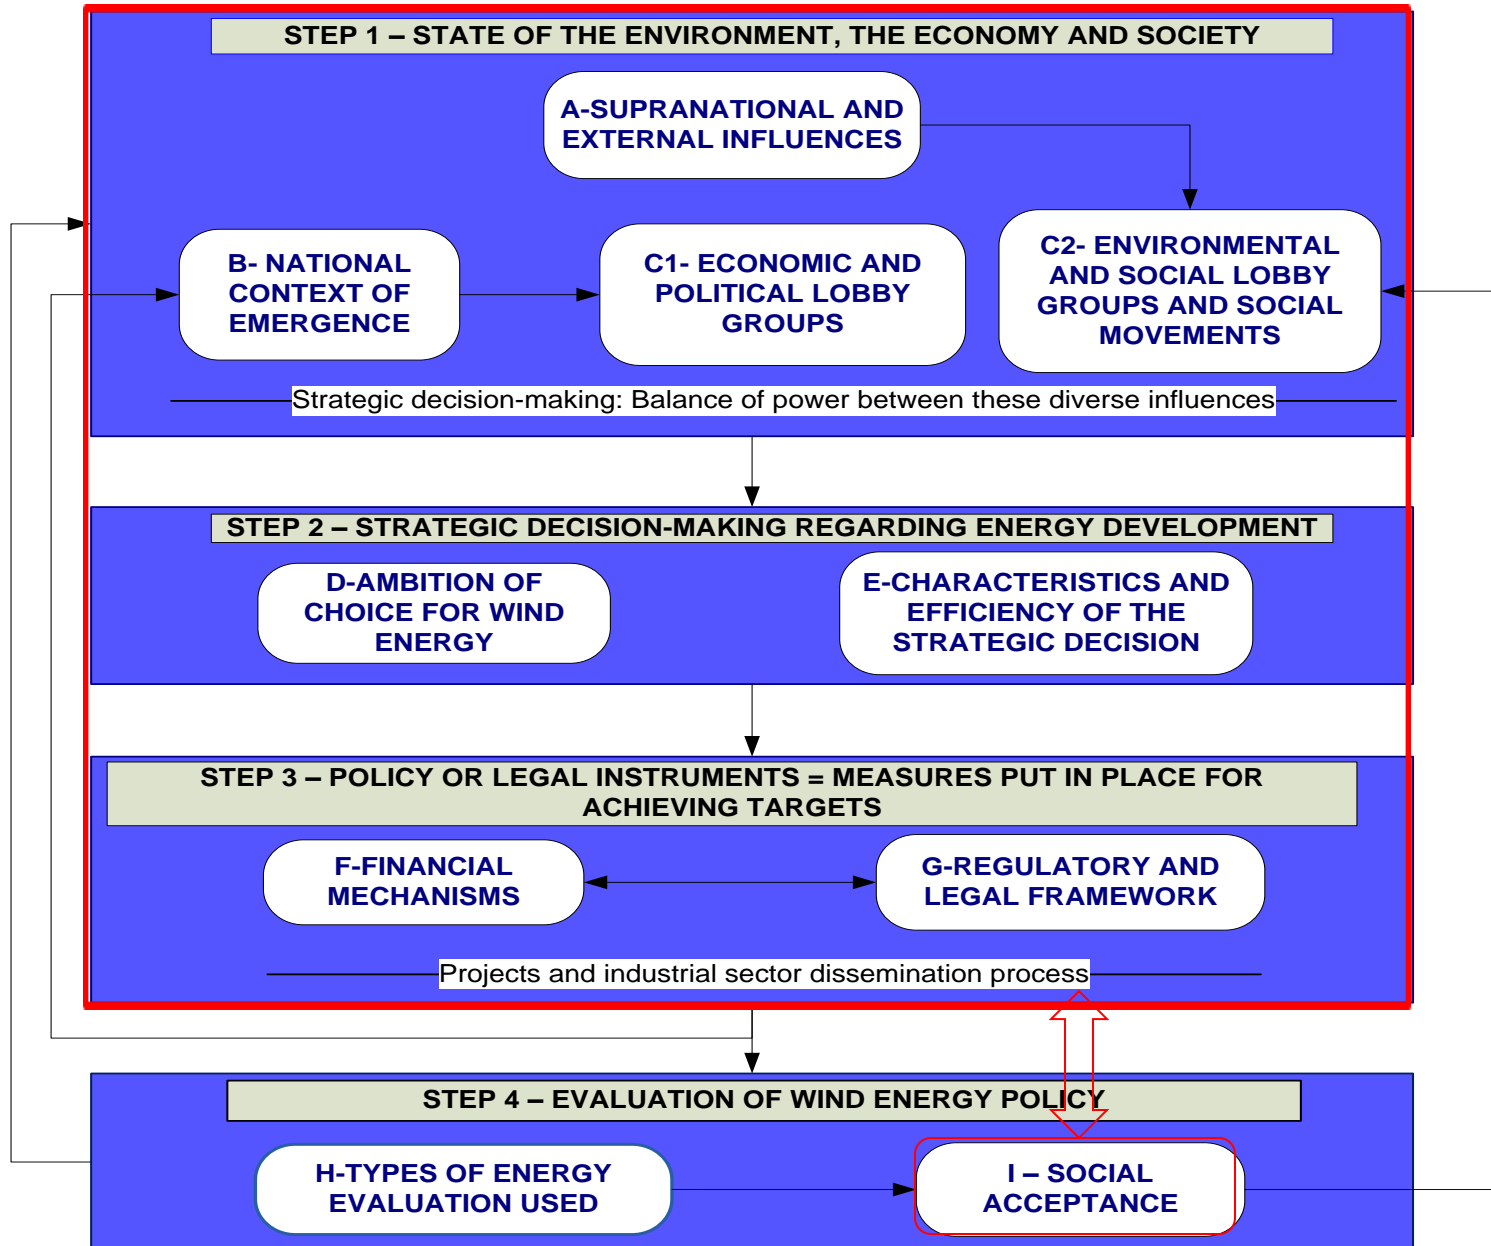 STEP 1 – STATE OF THE ENVIRONMENT, THE ECONOMY AND SOCIETY
A-SUPRANATIONAL AND
EXTERNAL INFLUENCES
B- NATIONAL
CONTEXT OF
EMERGENCE
C1- ECONOMIC AND
POLITICAL LOBBY
GROUPS
C2- ENVIRONMENTAL
AND SOCIAL LOBBY
GROUPS AND SOCIAL
MOVEMENTS
Strategic decision-making: Balance of power between these diverse influences
STEP 2 – STRATEGIC DECISION-MAKING REGARDING ENERGY DEVELOPMENT
D-AMBITION OF
CHOICE FOR WIND
ENERGY
E-CHARACTERISTICS AND
EFFICIENCY OF THE
STRATEGIC DECISION
STEP 3 – POLICY OR LEGAL INSTRUMENTS = MEASURES PUT IN PLACE FOR
ACHIEVING TARGETS
F-FINANCIAL
MECHANISMS
G-REGULATORY AND
LEGAL FRAMEWORK
Projects and industrial sector dissemination process
STEP 4 – EVALUATION OF WIND ENERGY POLICY
H-TYPES OF ENERGY
EVALUATION USED
I – SOCIAL
ACCEPTANCE